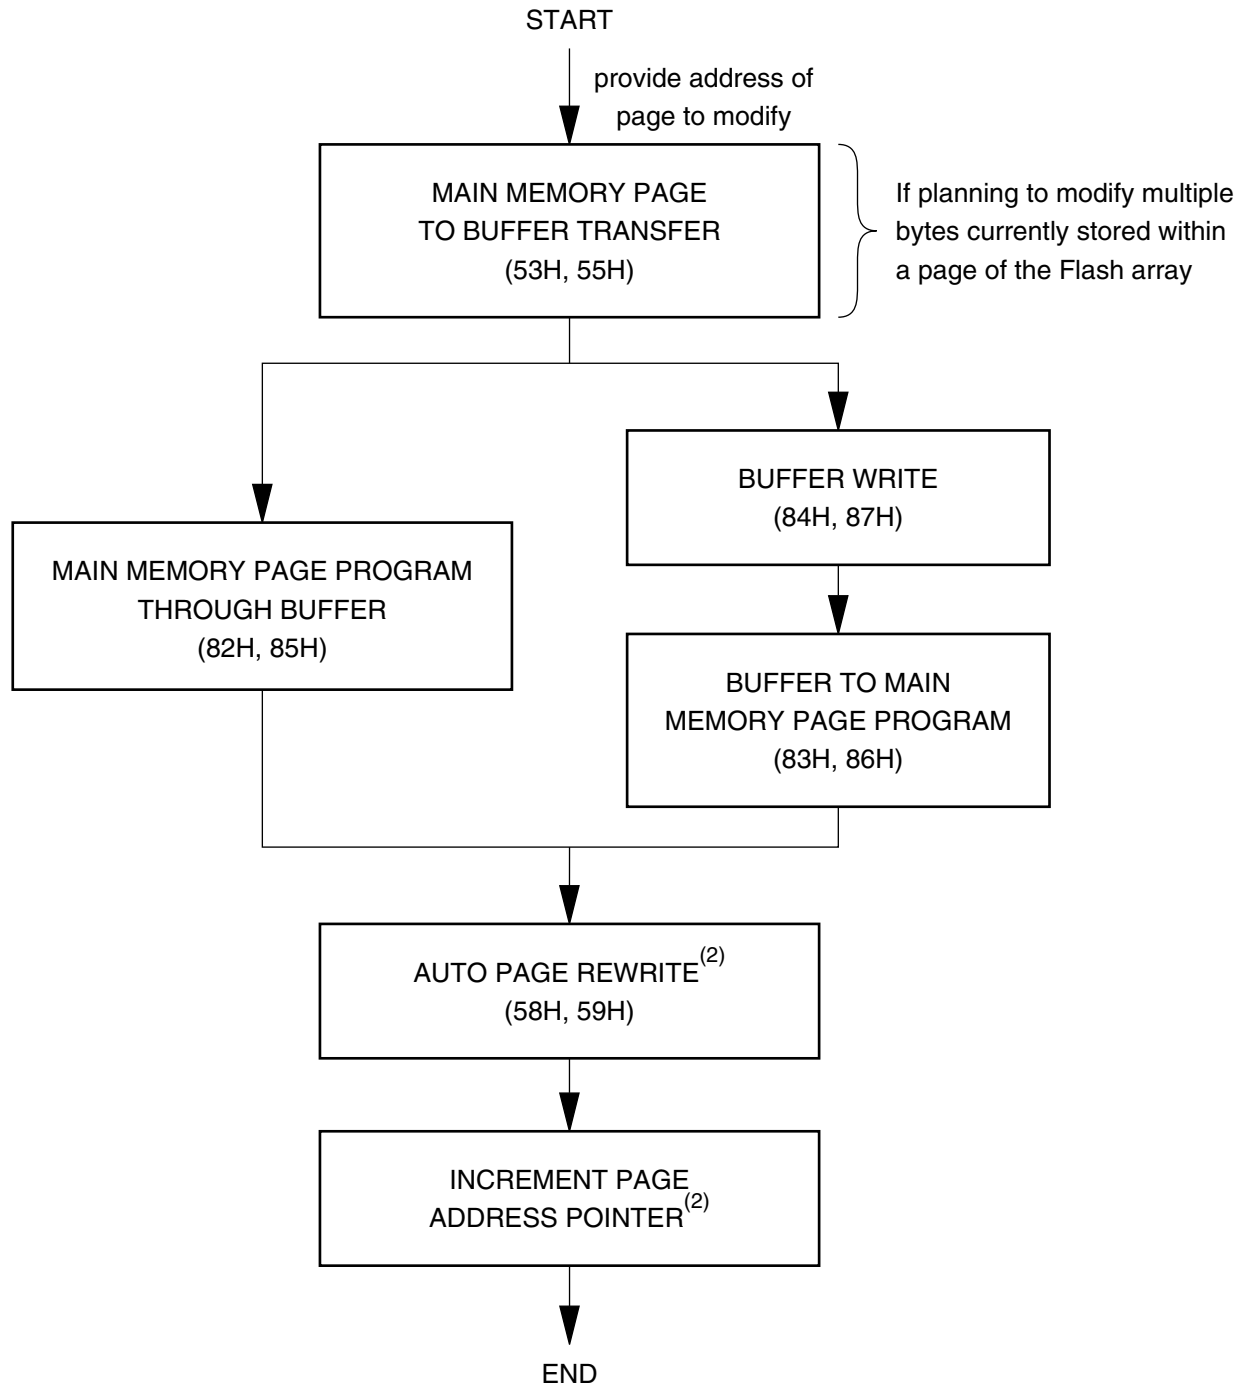 START
provide address of
page to modify
MAIN MEMORY PAGE
TO BUFFER TRANSFER
(53H, 55H)
If planning to modify multiple
bytes currently stored within
a page of the Flash array
BUFFER WRITE
(84H, 87H)
MAIN MEMORY PAGE PROGRAM
THROUGH BUFFER
(82H, 85H)
BUFFER TO MAIN
MEMORY PAGE PROGRAM
(83H, 86H)
AUTO PAGE REWRITE(2)
(58H, 59H)
INCREMENT PAGE
ADDRESS POINTER(2)
END